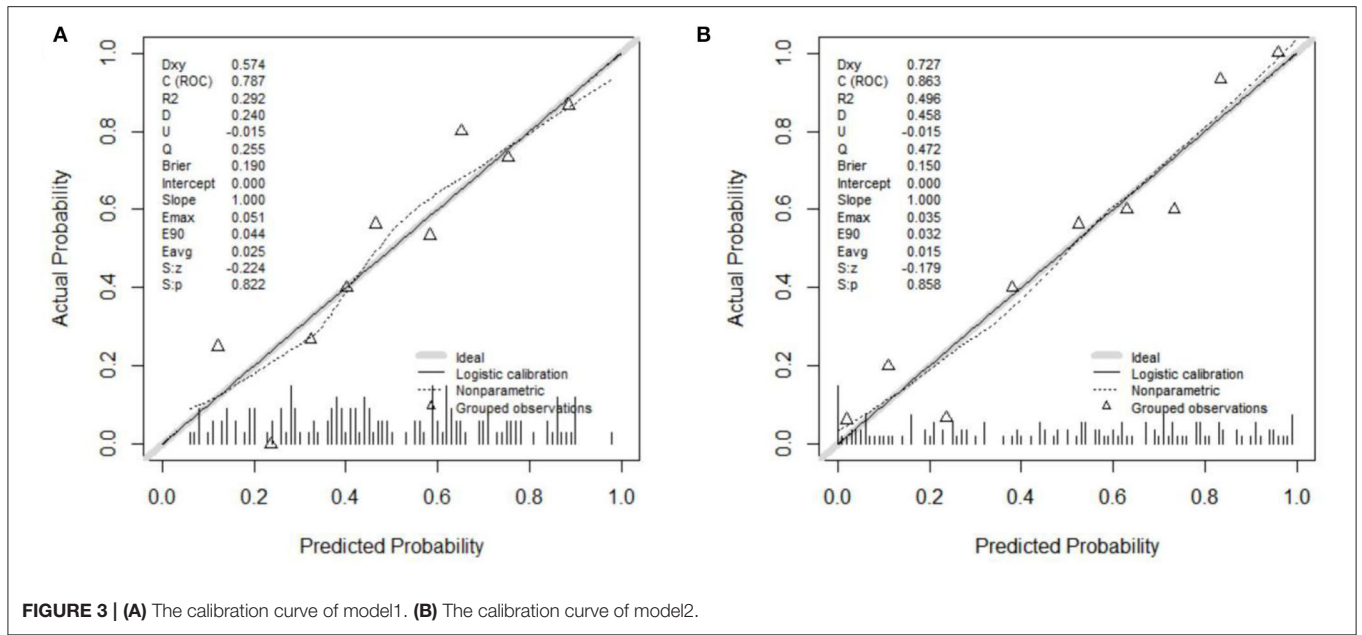 A
Dxy 0.574
C (ROC) 0.787
R2 0.292
D 0.240
U -0.015
Q 0.255
Brier 0.190
Intercept 0.000
Slope 1.000
Emax 0.051
E90 0.044
Eavg 0.025
S:z -0.224
S:p 0.822
Actual Probability
1.0
0.8
0.6
0.4
0.2
0.0
Ideal
Logistic calibration
Nonparametric
Grouped observations
0.0 0.2 0.4 0.6 0.8 1.0
Predicted Probability
B
Dxy 0.727
C (ROC) 0.863
R2 0.496
D 0.458
U -0.015
Q 0.472
Brier 0.150
Intercept 0.000
Slope 1.000
Emax 0.035
E90 0.032
Eavg 0.015
S:z -0.179
S:p 0.858
Actual Probability
1.0
0.8
0.6
0.4
0.2
0.0
Ideal
Logistic calibration
Nonparametric
Grouped observations
0.0 0.2 0.4 0.6 0.8 1.0
Predicted Probability
FIGURE 3 | (A) The calibration curve of model1. (B) The calibration curve of model2.